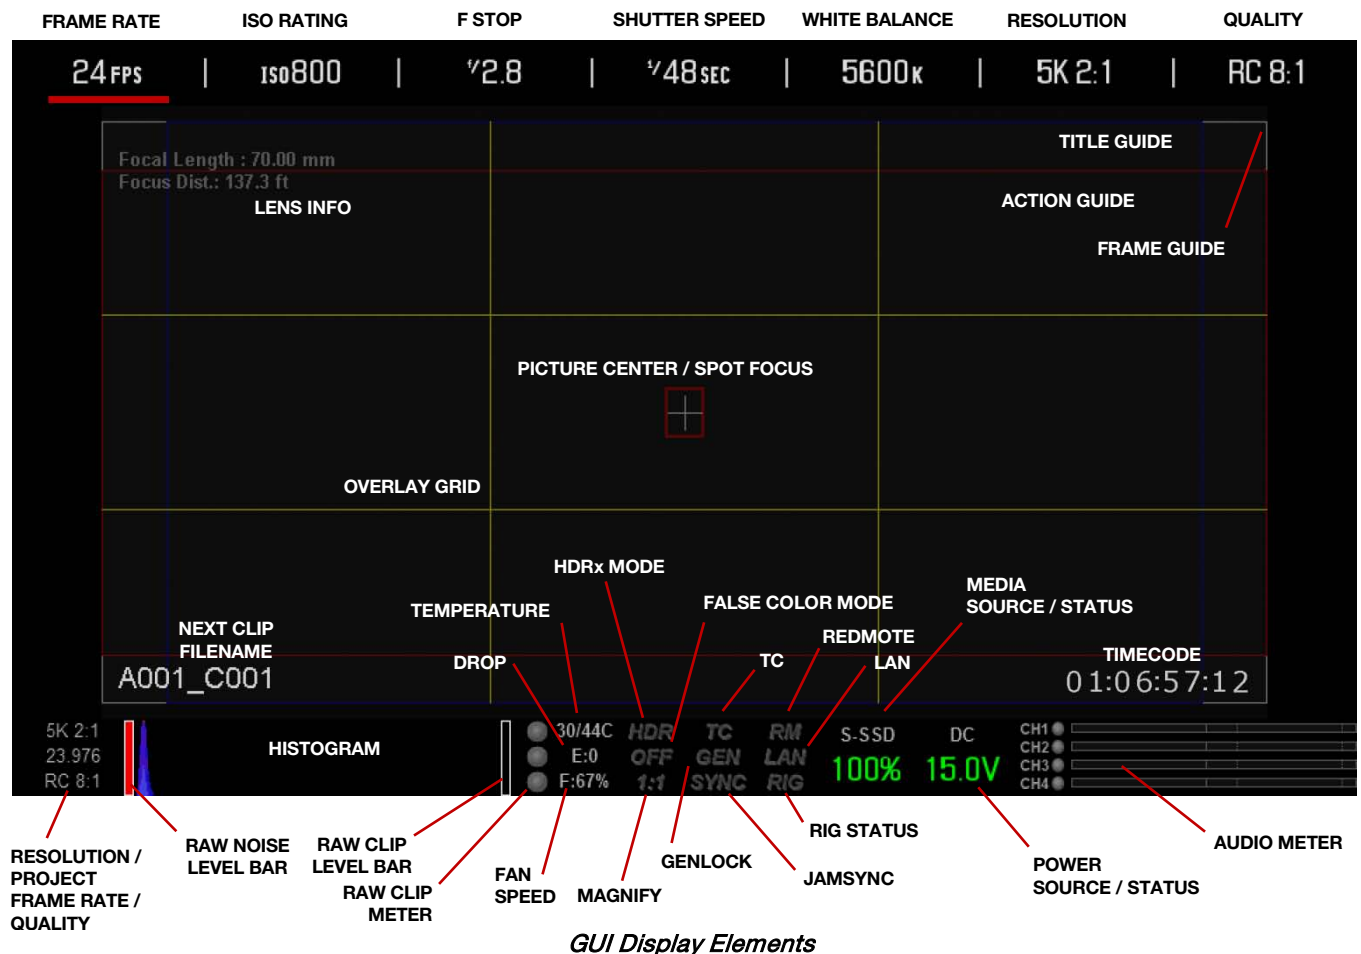 FRAME RATE ISO RATING F STOP SHUTTER SPEED WHITE BALANCE RESOLUTION QUALITY
24 FPS | ISO800 | f/2.8 | 1/48 SEC | 5600 K | 5K 2:1 | RC 8:1
TITLE GUIDE
Focal Length : 70.00 mm
Focus Dist.: 137.3 ft
LENS INFO
ACTION GUIDE
FRAME GUIDE
PICTURE CENTER / SPOT FOCUS
OVERLAY GRID
HDRx MODE
MEDIA
SOURCE / STATUS
TEMPERATURE
FALSE COLOR MODE
NEXT CLIP
FILENAME
REDMOTE
DROP
TC
LAN
TIMECODE
A001_C001
01:06:57:12
5K 2:1
23.976
RC 8:1
HISTOGRAM
30/44C
E:0
F:67%
HDR TC RM
OFF GEN LAN
1:1 SYNC RIG
S-SSD DC
100% 15.0V
CH1
CH2
CH3
CH4
RESOLUTION /
PROJECT
FRAME RATE /
QUALITY
RAW NOISE
LEVEL BAR
RAW CLIP
LEVEL BAR
RAW CLIP
METER
FAN
SPEED
MAGNIFY
GENLOCK
JAMSYNC
RIG STATUS
POWER
SOURCE / STATUS
AUDIO METER
GUI Display Elements